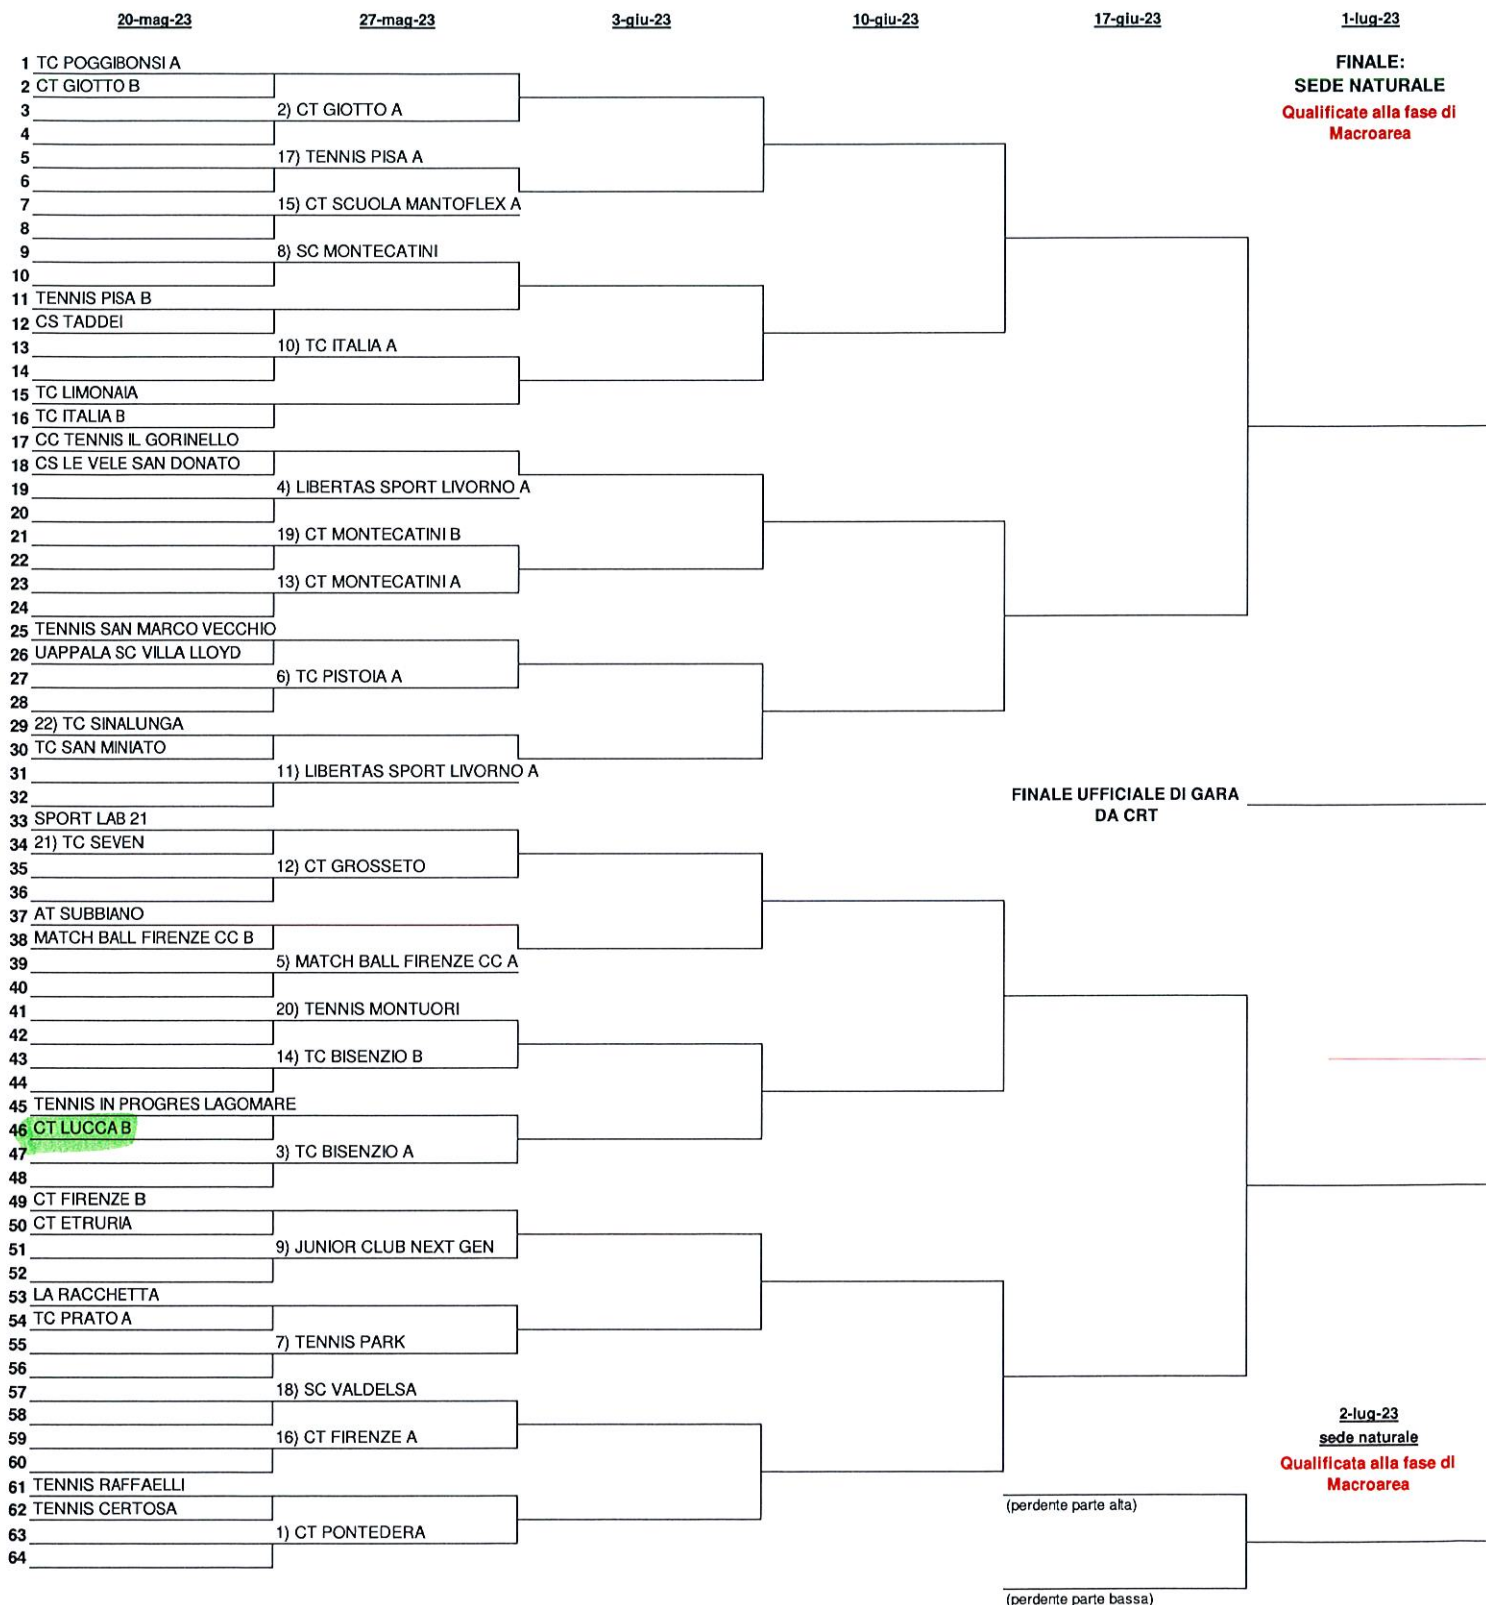 20-mag-23 27-mag-23 3-giu-23 10-giu-23 17-giu-23 1-lug-23
1 TC POGGIBONSI A
FINALE:
2 CT GIOTTO B
SEDE NATURALE
3 2) CT GIOTTO A
Qualificate alla fase di
4
Macroarea
5 17) TENNIS PISA A
6
7 15) CT SCUOLA MANTOFLEX A
8
9 8) SC MONTECATINI
10
11 TENNIS PISA B
12 CS TADDEI
13 10) TC ITALIA A
14
15 TC LIMONAIA
16 TC ITALIA B
17 CC TENNIS IL GORINELLO
18 CS LE VELE SAN DONATO
19 4) LIBERTAS SPORT LIVORNO A
20
21 19) CT MONTECATINI B
22
23 13) CT MONTECATINI A
24
25 TENNIS SAN MARCO VECCHIO
26 UAPPALA SC VILLA LLOYD
27 6) TC PISTOIA A
28
29 22) TC SINALUNGA
30 TC SAN MINIATO
31 11) LIBERTAS SPORT LIVORNO A
32
FINALE UFFICIALE DI GARA
DA CRT
33 SPORT LAB 21
34 21) TC SEVEN
35 12) CT GROSSETO
36
37 AT SUBBIANO
38 MATCH BALL FIRENZE CC B
39 5) MATCH BALL FIRENZE CC A
40
41 20) TENNIS MONTUORI
42
43 14) TC BISENZIO B
44
45 TENNIS IN PROGRES LAGOMARE
46 CT LUCCA B
47 3) TC BISENZIO A
48
49 CT FIRENZE B
50 CT ETRURIA
51 9) JUNIOR CLUB NEXT GEN
52
53 LA RACCHETTA
54 TC PRATO A
55 7) TENNIS PARK
56
57 18) SC VALDELSA
58
2-lug-23
59 16) CT FIRENZE A
sede naturale
60
Qualificata alla fase di
Macroarea
61 TENNIS RAFFAELLI
62 TENNIS CERTOSA
(perdente parte alta)
63 1) CT PONTEDERA
64
(perdente parte bassa)